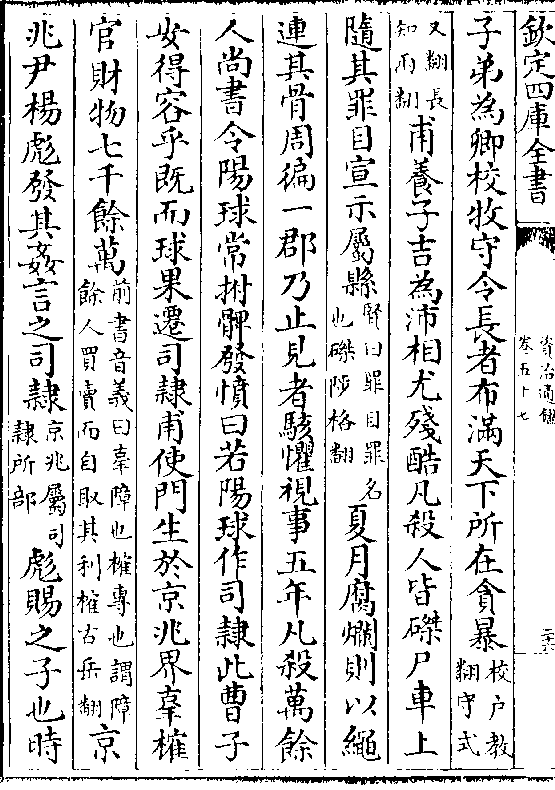 欽定四庫全書
資治通鑑
卷五十七
二十六
子弟為卿校牧守令長者布滿天下所在貪暴校户教翻守式
又翻長知两翻甫養子吉為沛相尤殘酷凡殺人皆磔尸車上
隨其罪目宣示屬縣賢曰罪目罪名也磔陟格翻夏月腐爛則以繩
連其骨周徧一郡乃止見者駭懼視事五年凡殺萬餘
人尚書令陽球常拊髀發憤曰若陽球作司隸此曹子
安得容乎既而球果遷司隸甫使門生於京兆界辜榷
官財物七千餘萬前書音義曰辜障也榷專也謂障餘人買賣而自取其利榷古岳翻京
兆尹楊彪發其姦言之司隸京兆屬司隸所部彪賜之子也時